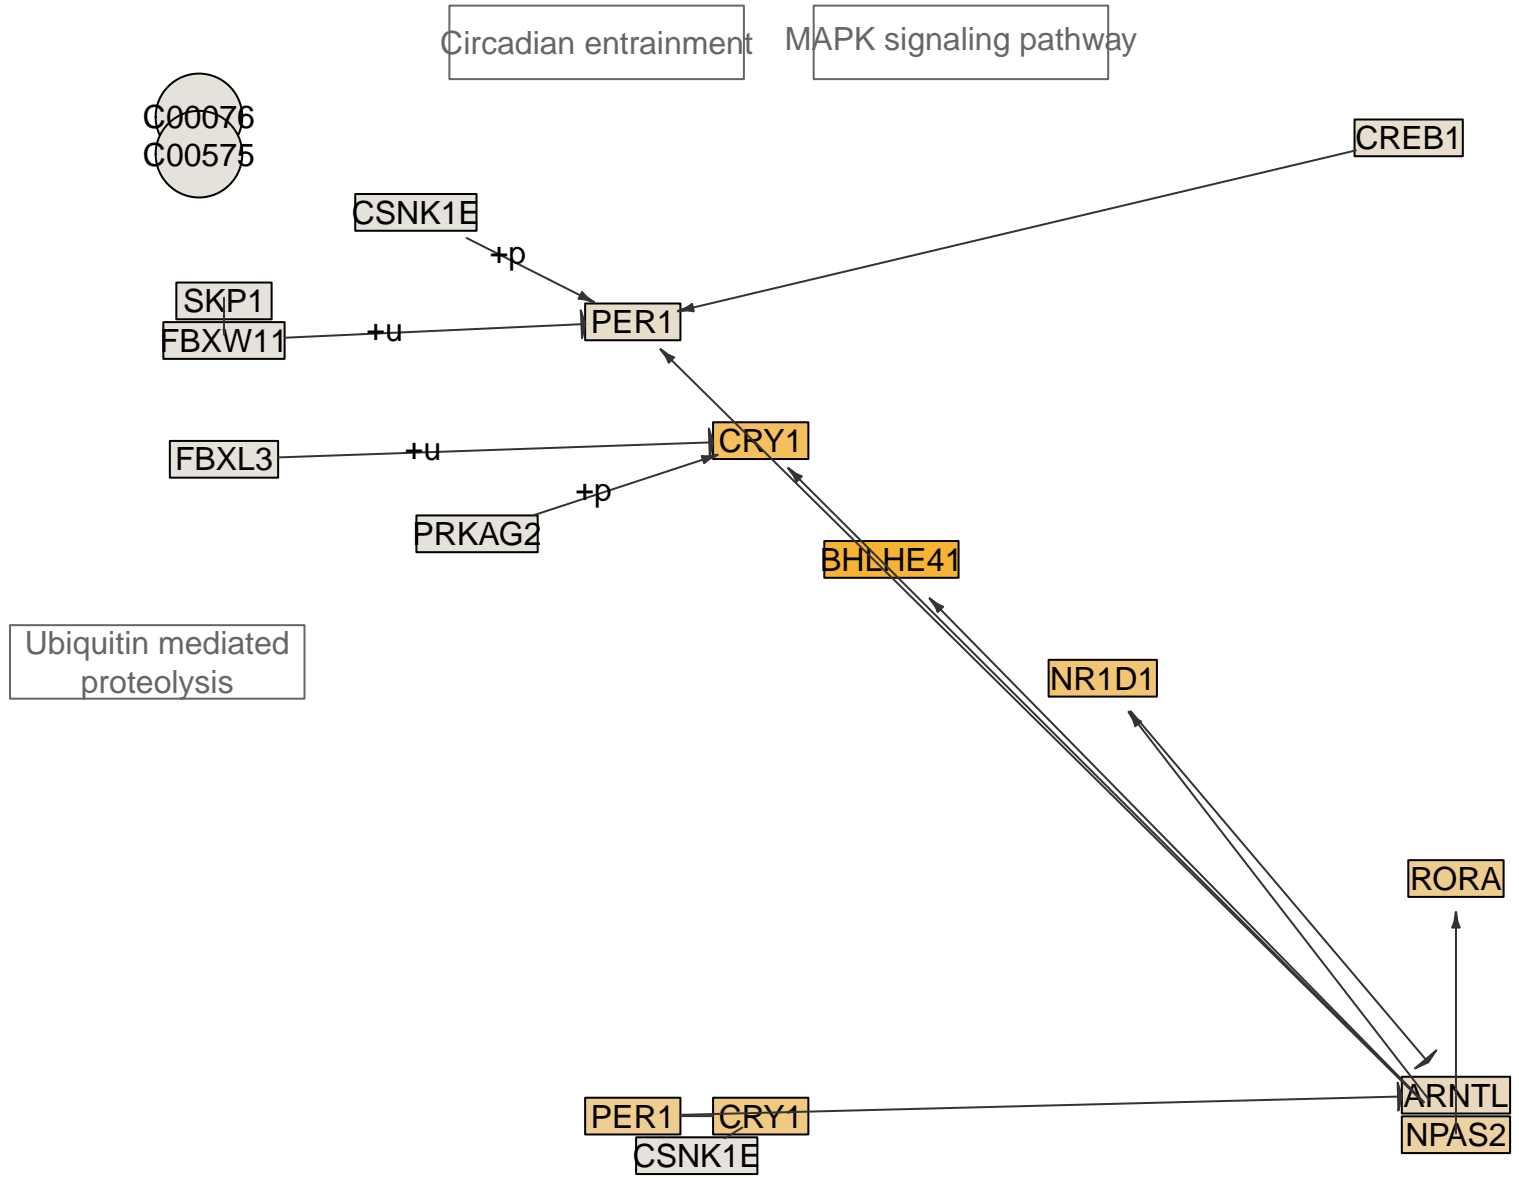 Circadian entrainment
MAPK signaling pathway
C00076
C00575
CREB1
CSNK1E
+p
SKP1
FBXW11
+u
PER1
FBXL3
+u
CRY1
+p
PRKAG2
BHLHE41
Ubiquitin mediated
proteolysis
NR1D1
RORA
ARNTL
NPAS2
PER1
CRY1
CSNK1E